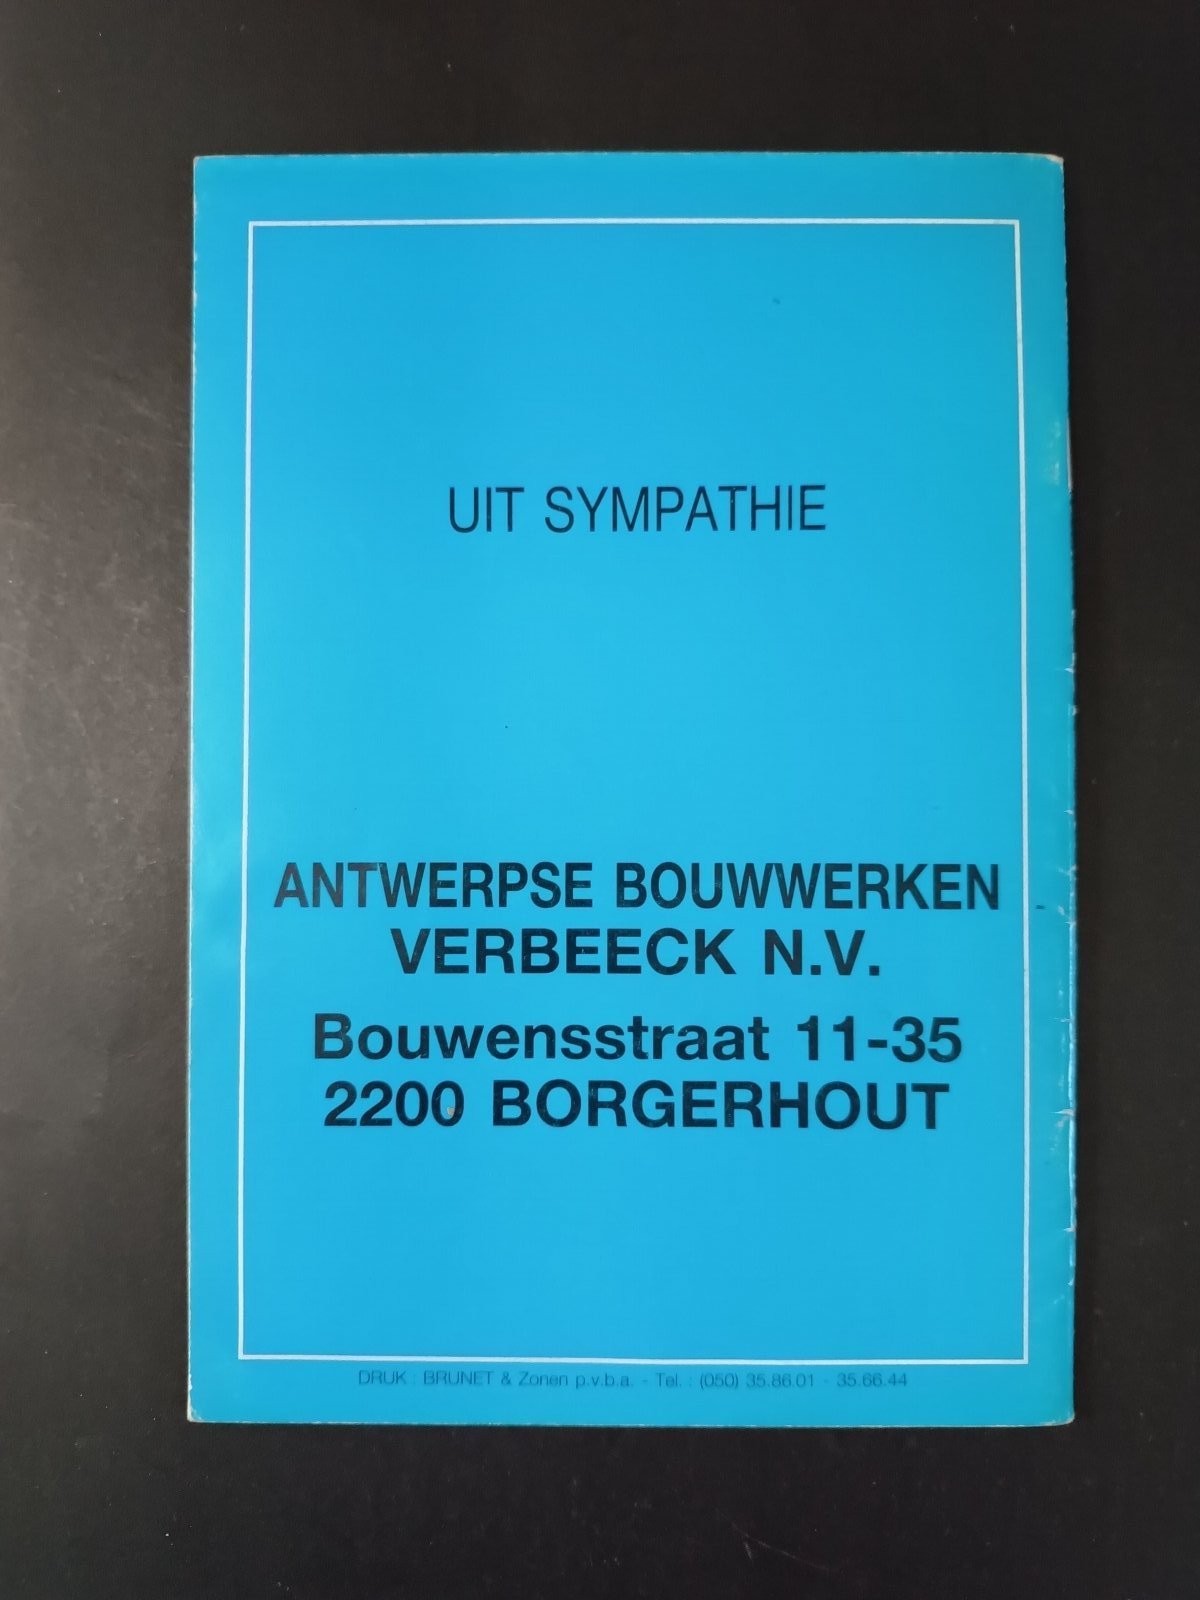 UIT SYMPATHIE
ANTWERPSE BOUWWERKEN
VERBEECK N.V.
Bouwensstraat 11-35
2200 BORGERHOUT
DRUK : BRUNET & Zonen p.v.b.a. - Tel. : (050) 35.86.01 - 35.66.44